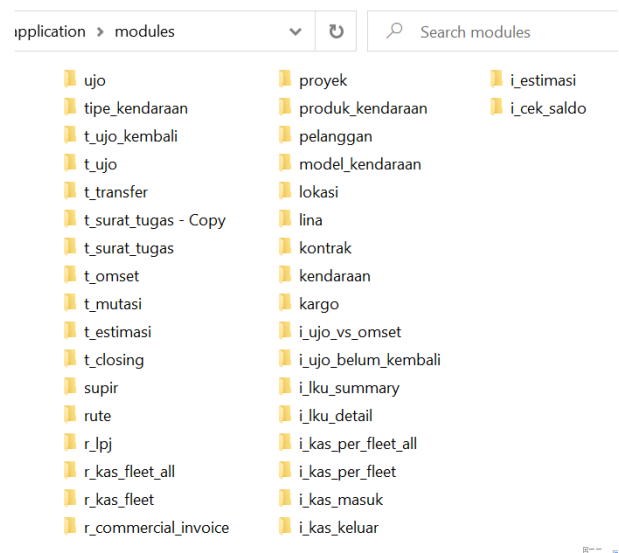 application > modules
Search modules
ujo
tipe_kendaraan
t_ujo_kembali
t_ujo
t_transfer
t_surat_tugas - Copy
t_surat_tugas
t_omset
t_mutasi
t_estimasi
t_closing
supir
rute
r_lpj
r_kas_fleet_all
r_kas_fleet
r_commercial_invoice
proyek
produk_kendaraan
pelanggan
model_kendaraan
lokasi
lina
kontrak
kendaraan
kargo
i_ujo_vs_omset
i_ujo_belum_kembali
i_lku_summary
i_lku_detail
i_kas_per_fleet_all
i_kas_per_fleet
i_kas_masuk
i_kas_keluar
i_estimasi
i_cek_saldo